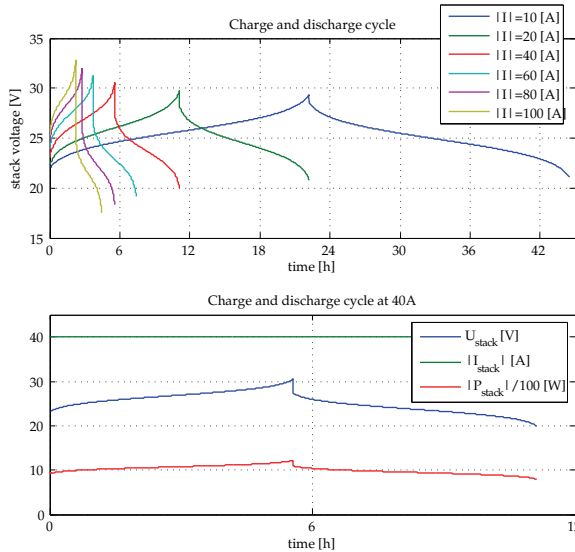 Charge and discharge cycle
|I|=10 [A]
|I|=20 [A]
|I|=40 [A]
|I|=60 [A]
|I|=80 [A]
|I|=100 [A]
stack voltage [V]
35
30
25
20
15
0 6 12 18 24 30 36 42
time [h]
Charge and discharge cycle at 40A
U_stack [V]
|I_stack| [A]
|P_stack|/100 [W]
40
30
20
10
0
0 6 12
time [h]